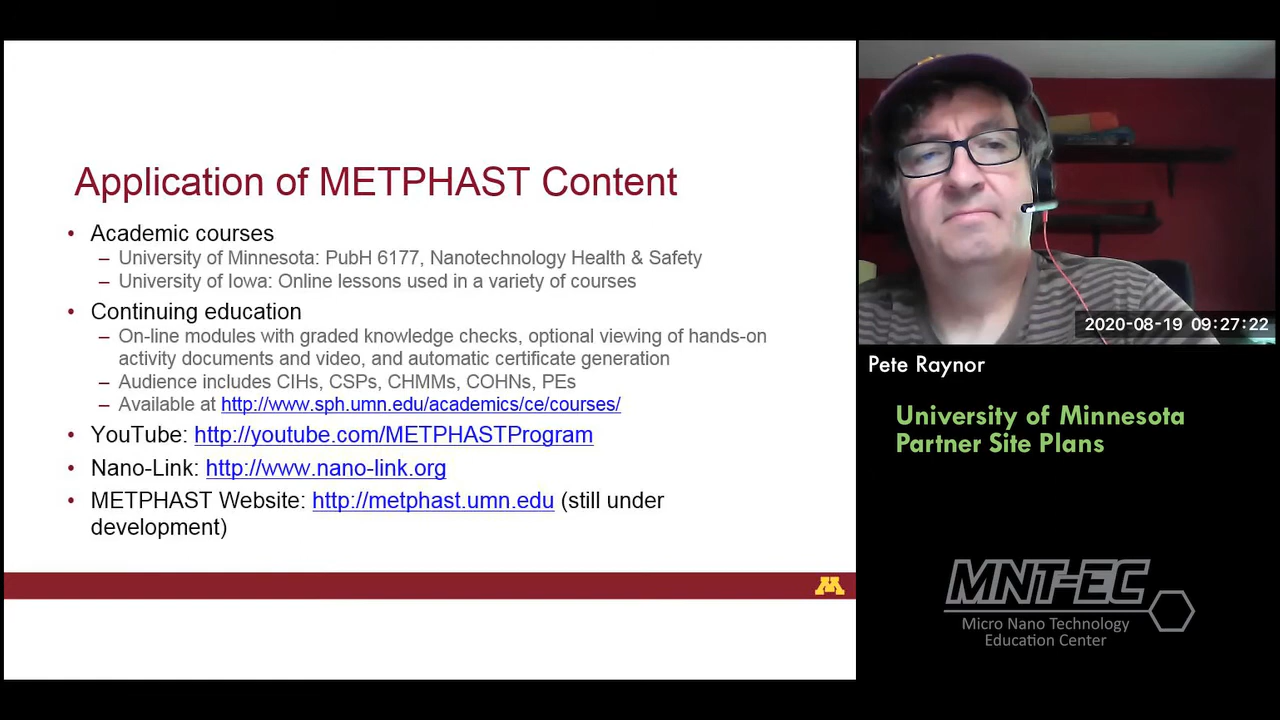 Application of METPHAST Content
• Academic courses
– University of Minnesota: PubH 6177, Nanotechnology Health & Safety
– University of Iowa: Online lessons used in a variety of courses
• Continuing education
– On-line modules with graded knowledge checks, optional viewing of hands-on
activity documents and video, and automatic certificate generation
– Audience includes CIHs, CSPs, CHMMs, COHNs, PEs
– Available at http://www.sph.umn.edu/academics/ce/courses/
• YouTube: http://youtube.com/METPHASTProgram
• Nano-Link: http://www.nano-link.org
• METPHAST Website: http://metphast.umn.edu (still under
development)
M
2020-08-19 09:27:22
Pete Raynor
University of Minnesota
Partner Site Plans
MNT-EC
Micro Nano Technology
Education Center